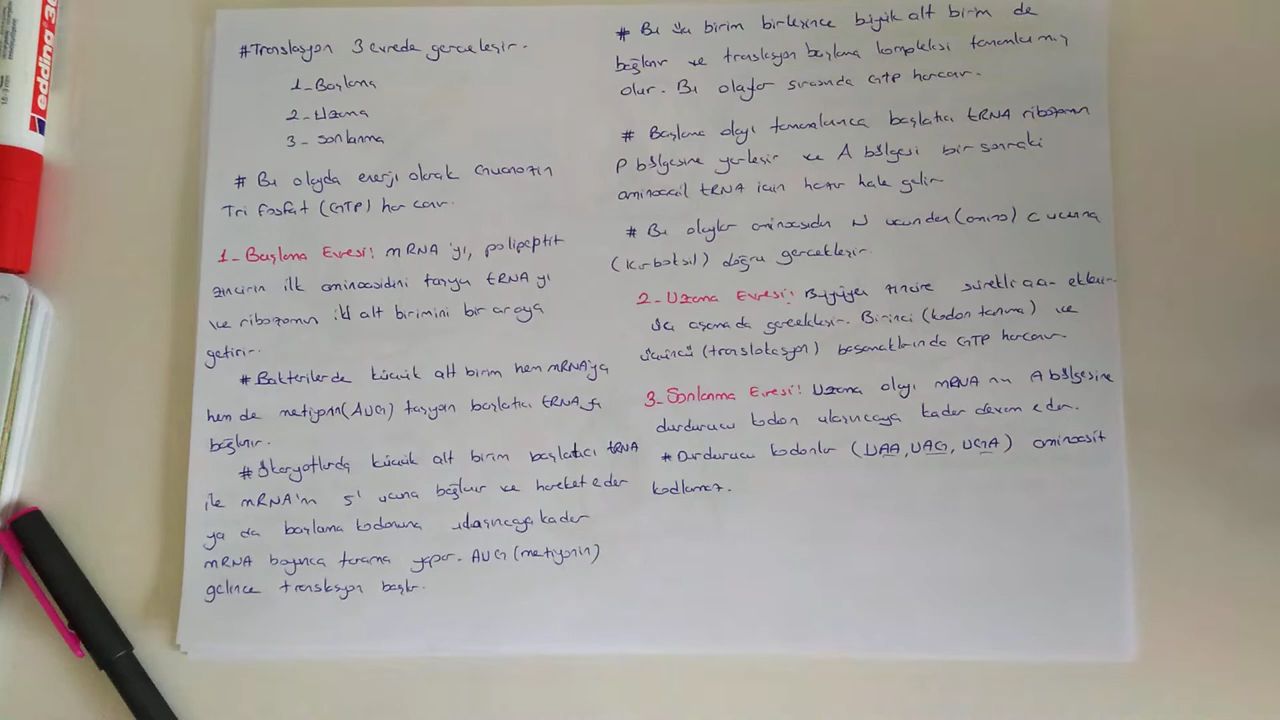 edding 30
#Translasyon 3 evrede gerçekleşir.
1-Başlama
2-Uzama
3-Sonlanma
# Bu olayda enerji olarak Guanozin
Tri fosfat (GTP) harcar.
1-Başlama Evresi: mRNA'yı, polipeptit
zincirin ilk aminoasidini taşıyan tRNA yı
ve ribozomun iki alt birimini bir araya
getirir.
# Bakterilerde küçük alt birim hem mRNA'ya
hem de metiyonin(AUG) taşıyan başlatıcı tRNA ya
bağlanır.
# Ökaryotlarda küçük alt birim başlatıcı tRNA
ile mRNA'nın 5' ucuna bağlanır ve hareket eder
ya da başlama kodonuna ulaşıncaya kadar
mRNA boyunca tarama yapar. AUG (metiyonin)
gelince translasyon başlar.
# Bu iki birim birleşince büyük alt birim de
bağlanır ve translasyon başlama kompleksi tamamlanmış
olur. Bu olaylar sırasında GTP harcar.
# Başlama olayı tamamlanınca başlatıcı tRNA ribozomun
P bölgesine yerleşir ve A bölgesi bir sonraki
aminoacil tRNA için hazır hale gelir
# Bu olaylar aminoasidin N ucundan(amino) C ucuna
(Karboksil) doğru gerçekleşir.
2-Uzama Evresi: Büyüyen zincire sürekli a.a. eklenir
üç aşamada gerçekleşir. Birinci (kodon tanıma) ve
üçüncü (translokasyon) basamaklarında GTP harcar.
3-Sonlanma Evresi: Uzama olayı mRNA nın A bölgesine
durdurucu kodon ulaşıncaya kadar devam eder.
# Durdurucu kodonlar (UAA, UAG, UGA) aminoasit
kodlamaz.